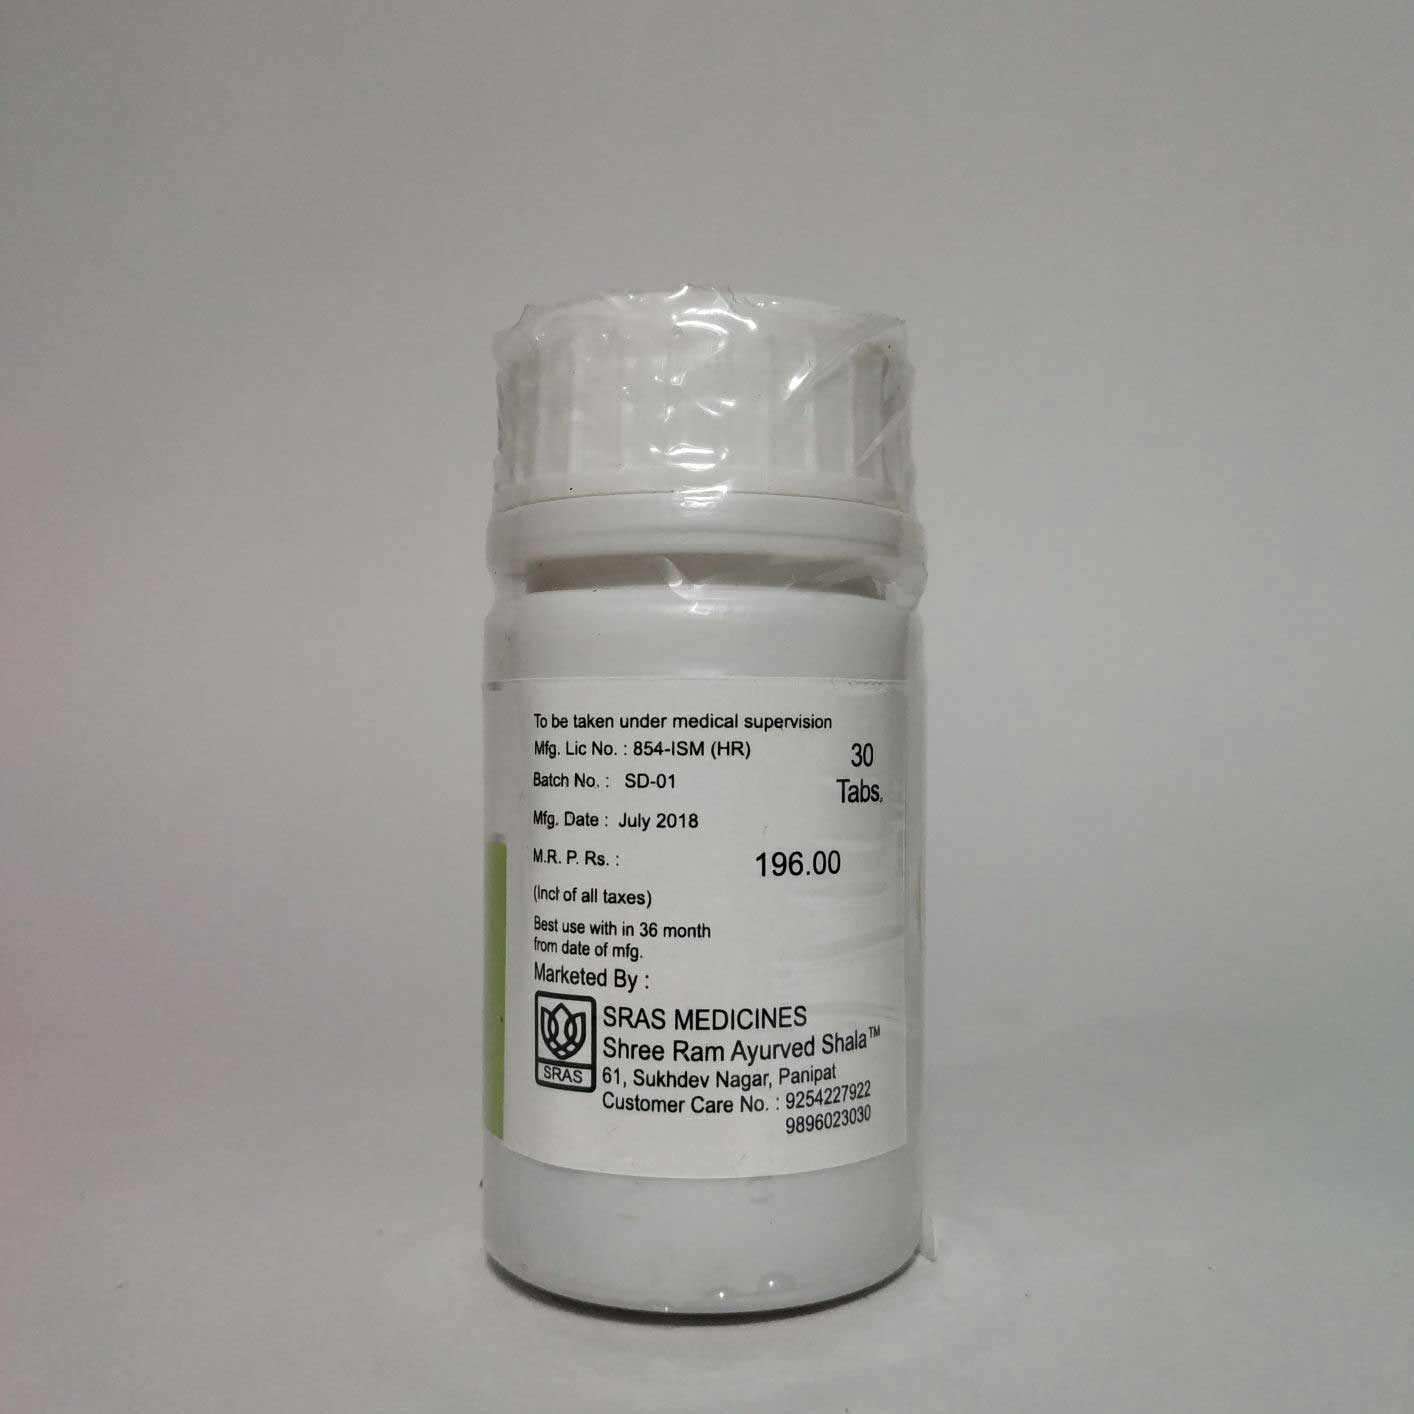 To be taken under medical supervision
Mfg. Lic No. : 854-ISM (HR)
30
Tabs.
Batch No. : SD-01
Mfg. Date : July 2018
M.R. P. Rs. : 196.00
(Incl of all taxes)
Best use with in 36 month
from date of mfg.
Marketed By :
SRAS
SRAS MEDICINES
Shree Ram Ayurved Shala™
61, Sukhdev Nagar, Panipat
Customer Care No. : 9254227922
9896023030